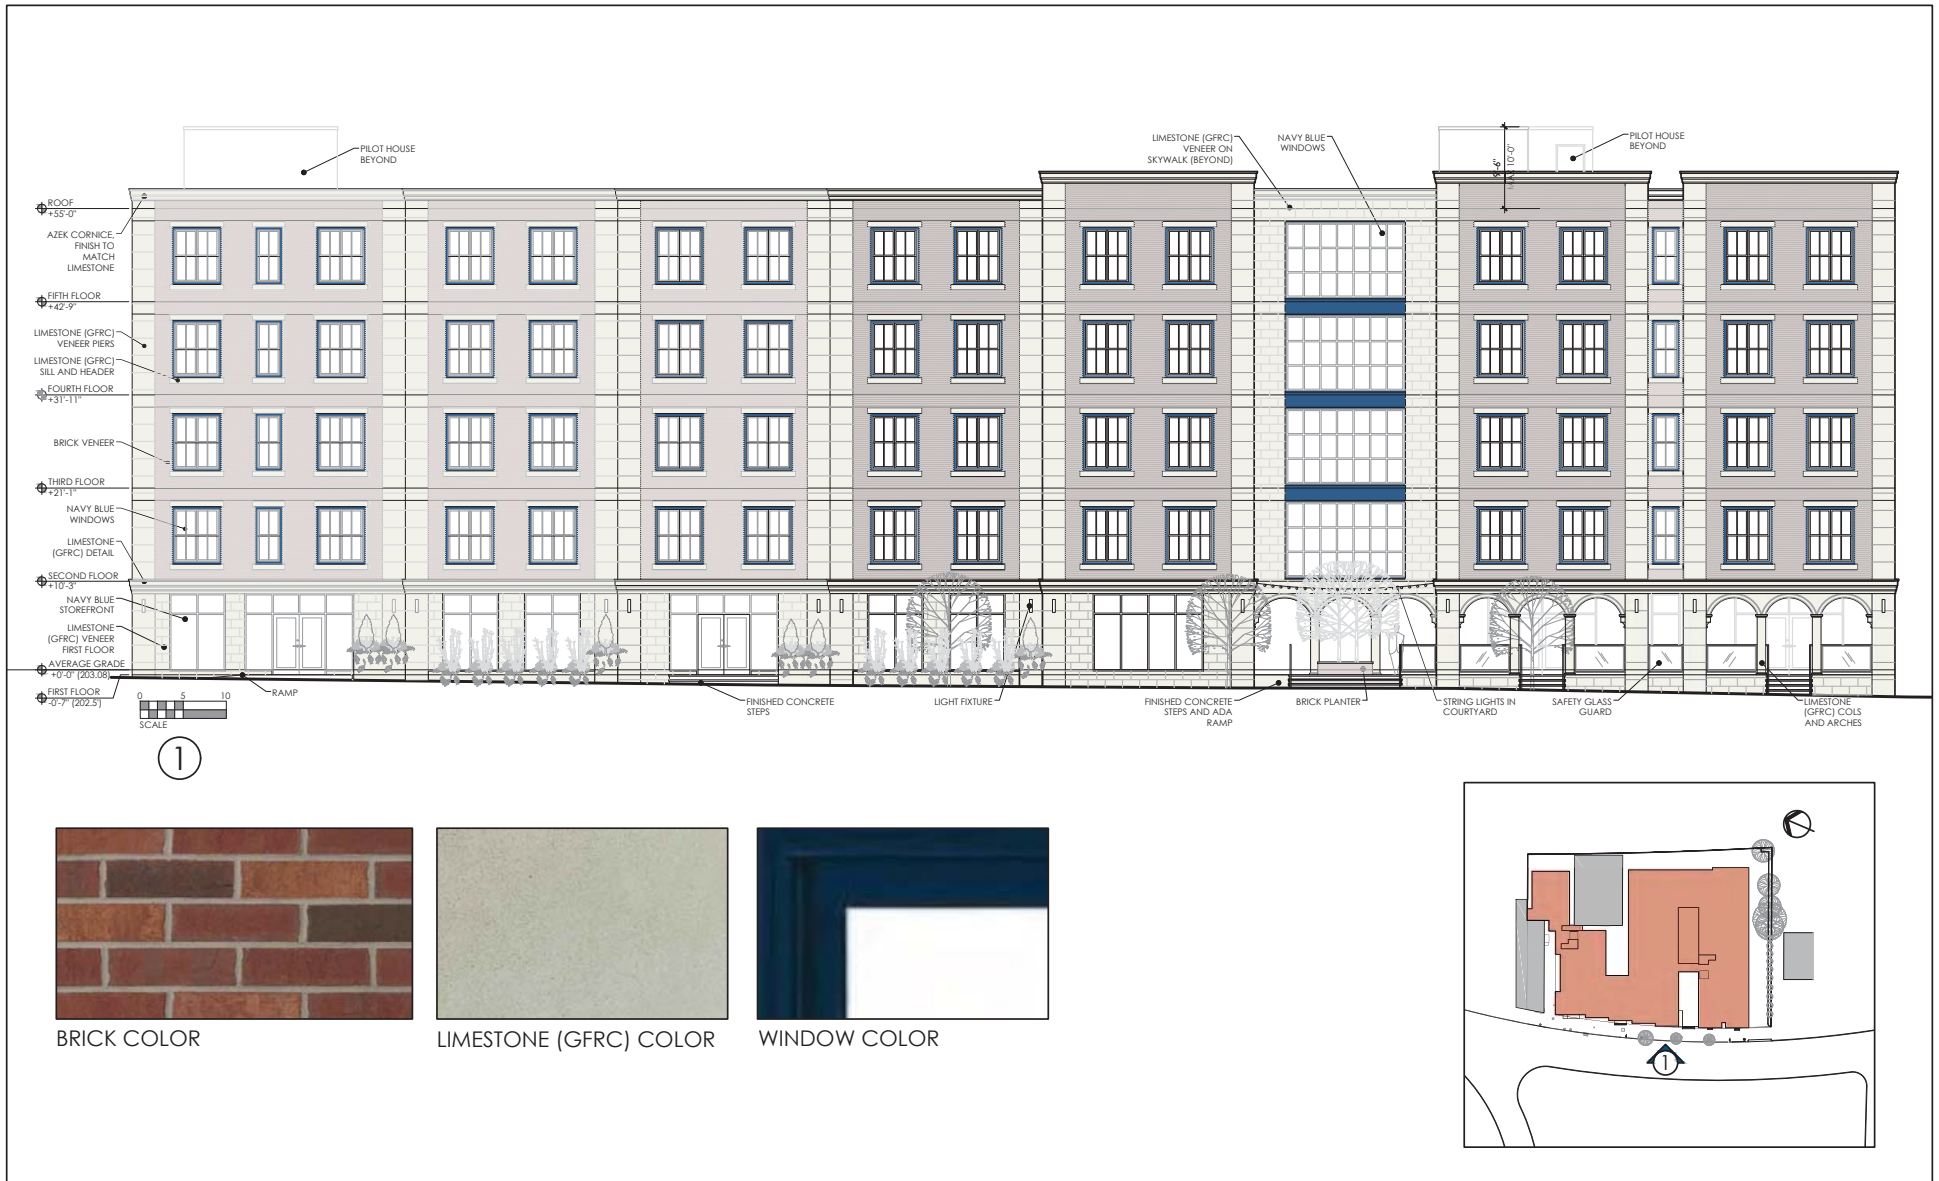 PILOT HOUSE
BEYOND
LIMESTONE (GFRC)
VENEER ON
SKYWALK (BEYOND)
NAVY BLUE
WINDOWS
9'-6"
MAX 10'-0"
PILOT HOUSE
BEYOND
ROOF
+55'-0"
AZEK CORNICE,
FINISH TO
MATCH
LIMESTONE
FIFTH FLOOR
+42'-9"
LIMESTONE (GFRC)
VENEER PIERS
LIMESTONE (GFRC)
SILL AND HEADER
FOURTH FLOOR
+31'-11"
BRICK VENEER
THIRD FLOOR
+21'-1"
NAVY BLUE
WINDOWS
LIMESTONE
(GFRC) DETAIL
SECOND FLOOR
+10'-3"
NAVY BLUE
STOREFRONT
LIMESTONE
(GFRC) VENEER
FIRST FLOOR
AVERAGE GRADE
+0'-0" (203.08)
FIRST FLOOR
-0'-7" (202.5')
0 5 10
SCALE
RAMP
FINISHED CONCRETE
STEPS
LIGHT FIXTURE
FINISHED CONCRETE
STEPS AND ADA
RAMP
BRICK PLANTER
STRING LIGHTS IN
COURTYARD
SAFETY GLASS
GUARD
LIMESTONE
(GFRC) COLS
AND ARCHES
1
BRICK COLOR
LIMESTONE (GFRC) COLOR
WINDOW COLOR
1